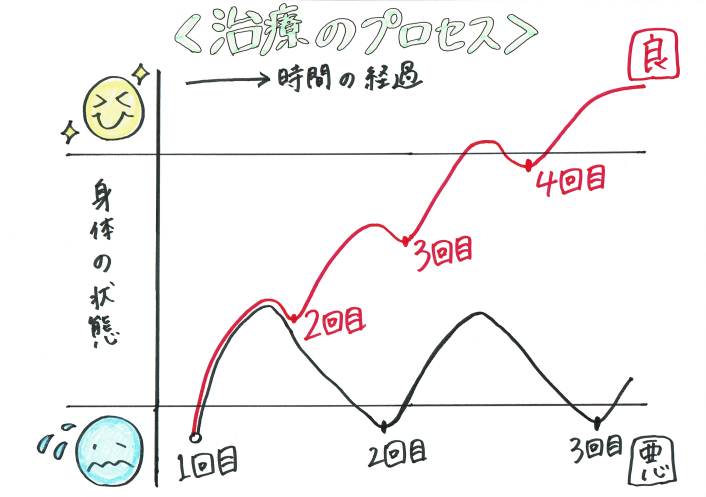 ＜治療のプロセス＞
時間の経過
良
身体の状態
4回目
3回目
2回目
1回目
2回目
3回目
悪